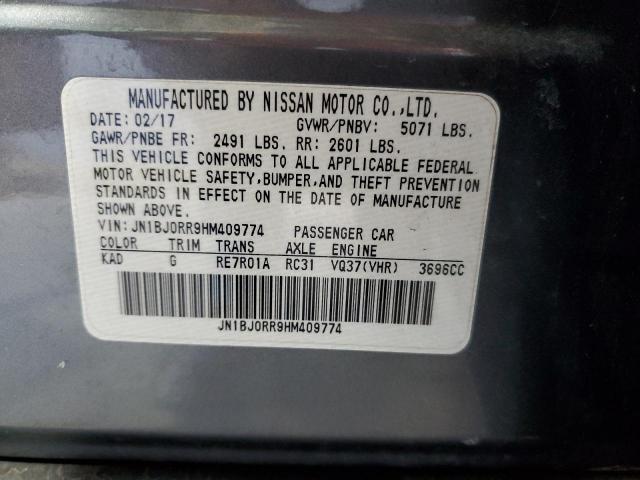 MANUFACTURED BY NISSAN MOTOR CO.,LTD.
DATE: 02/17 GVWR/PNBV: 5071 LBS.
GAWR/PNBE FR: 2491 LBS. RR: 2601 LBS.
THIS VEHICLE CONFORMS TO ALL APPLICABLE FEDERAL
MOTOR VEHICLE SAFETY,BUMPER,AND THEFT PREVENTION
STANDARDS IN EFFECT ON THE DATE OF MANUFACTURE
SHOWN ABOVE.
VIN: JN1BJ0RR9HM409774 PASSENGER CAR
COLOR TRIM TRANS AXLE ENGINE
KAD G RE7R01A RC31 VQ37(VHR) 3696CC
JN1BJ0RR9HM409774